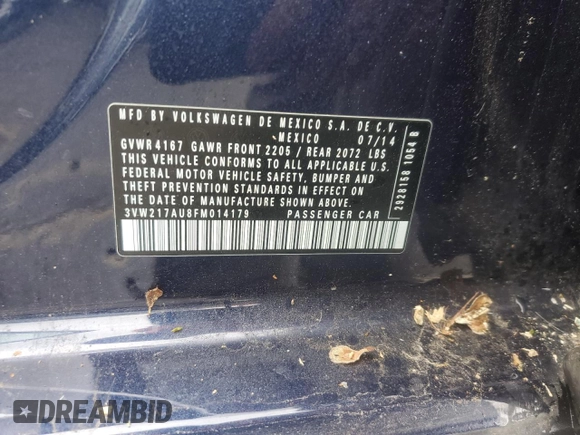 MFD BY VOLKSWAGEN DE MEXICO S.A. DE C.V.
MEXICO 07/14
GVWR 4167 GAWR FRONT 2205 / REAR 2072 LBS
THIS VEHICLE CONFORMS TO ALL APPLICABLE U.S.
FEDERAL MOTOR VEHICLE SAFETY, BUMPER AND
THEFT PREVENTION STANDARDS IN EFFECT ON
THE DATE OF MANUFACTURE SHOWN ABOVE.
3VW217AU8FM014179 PASSENGER CAR
2928158 1054 B
DREAMBID